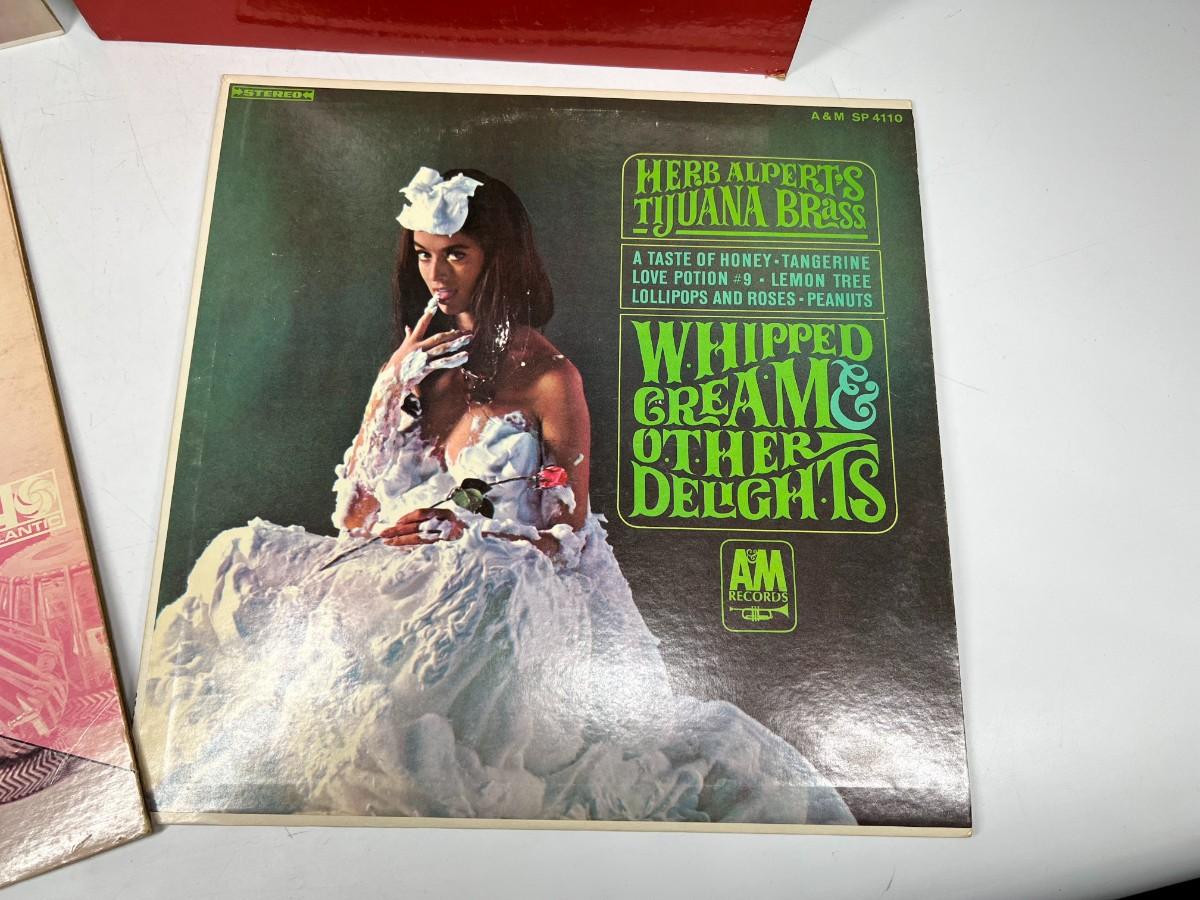 STEREO
A & M SP 4110
HERB ALPERT'S
TIJUANA BRASS
A TASTE OF HONEY • TANGERINE
LOVE POTION #9 • LEMON TREE
LOLLIPOPS AND ROSES • PEANUTS
WHIPPED
CREAM &
OTHER
DELIGHTS
A&M
RECORDS
LANTIC